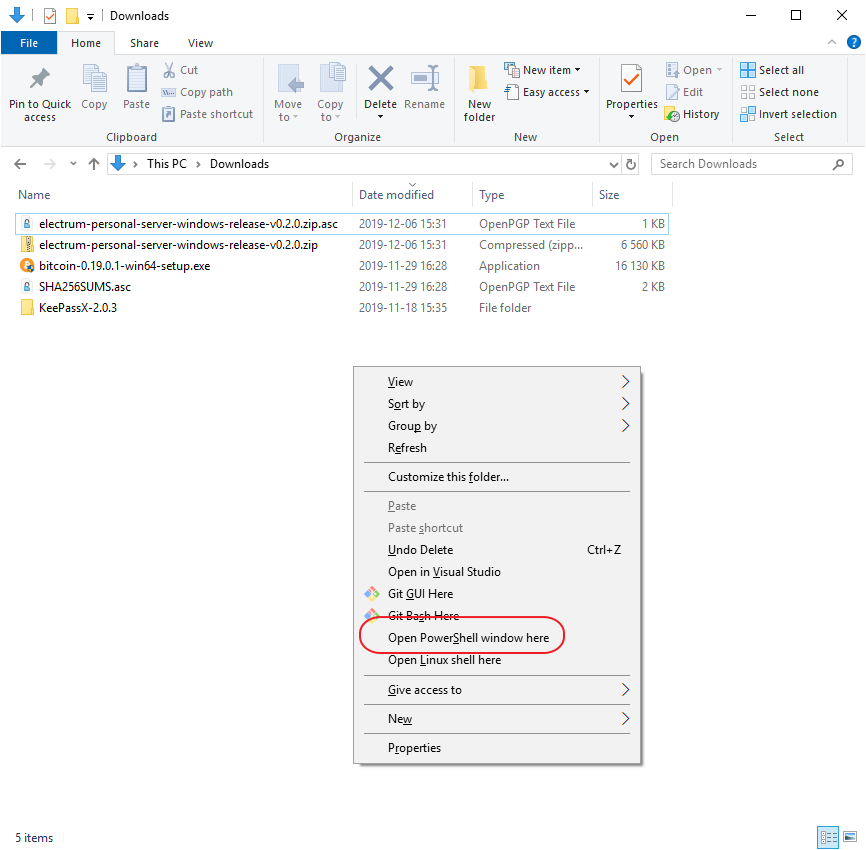 Downloads
File Home Share View
Pin to Quick access
Copy
Paste
Cut
Copy path
Paste shortcut
Clipboard
Move to
Copy to
Delete
Rename
Organize
New folder
New item
Easy access
New
Properties
Open
Edit
History
Open
Select all
Select none
Invert selection
Select
This PC > Downloads
Search Downloads
Name Date modified Type Size
electrum-personal-server-windows-release-v0.2.0.zip.asc 2019-12-06 15:31 OpenPGP Text File 1 KB
electrum-personal-server-windows-release-v0.2.0.zip 2019-12-06 15:31 Compressed (zipp... 6 560 KB
bitcoin-0.19.0.1-win64-setup.exe 2019-11-29 16:28 Application 16 130 KB
SHA256SUMS.asc 2019-11-29 16:28 OpenPGP Text File 2 KB
KeePassX-2.0.3 2019-11-18 15:35 File folder
View
Sort by
Group by
Refresh
Customize this folder...
Paste
Paste shortcut
Undo Delete Ctrl+Z
Open in Visual Studio
Git GUI Here
Git Bash Here
Open PowerShell window here
Open Linux shell here
Give access to
New
Properties
5 items